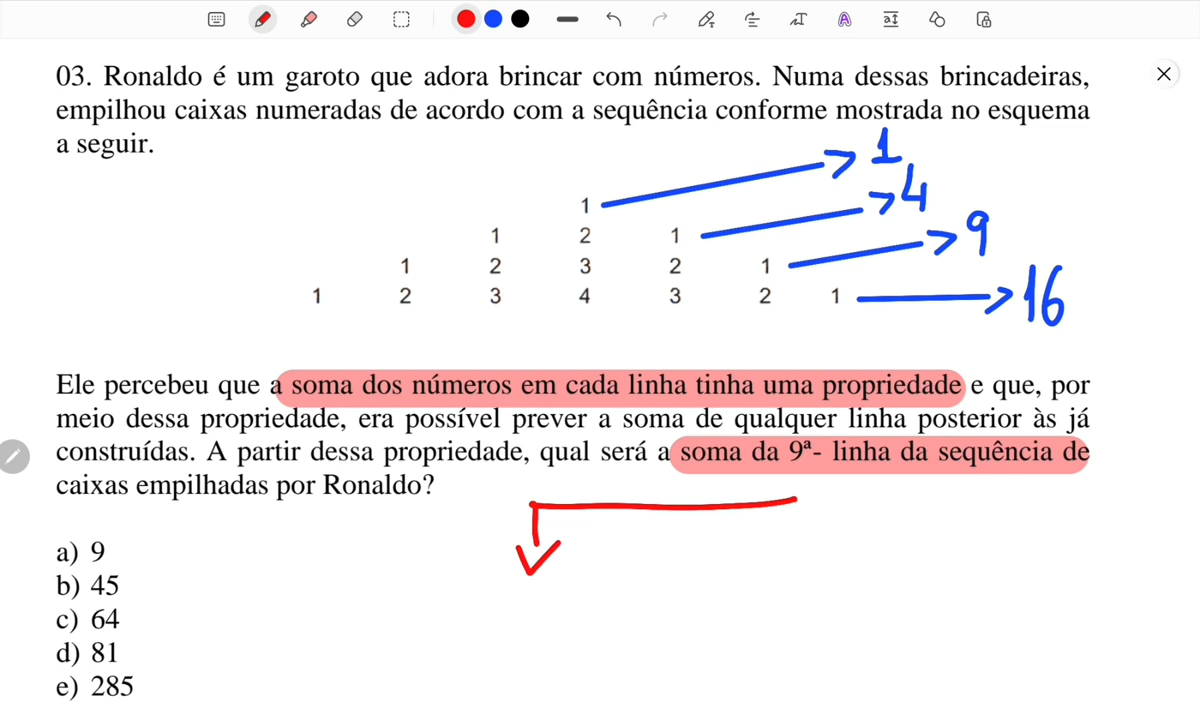 03. Ronaldo é um garoto que adora brincar com números. Numa dessas brincadeiras,
empilhou caixas numeradas de acordo com a sequência conforme mostrada no esquema
a seguir.
1 1
1 2 1 4
1 2 3 2 1 9
1 2 3 4 3 2 1 16
Ele percebeu que a soma dos números em cada linha tinha uma propriedade e que, por
meio dessa propriedade, era possível prever a soma de qualquer linha posterior às já
construídas. A partir dessa propriedade, qual será a soma da 9ª- linha da sequência de
caixas empilhadas por Ronaldo?
a) 9
b) 45
c) 64
d) 81
e) 285